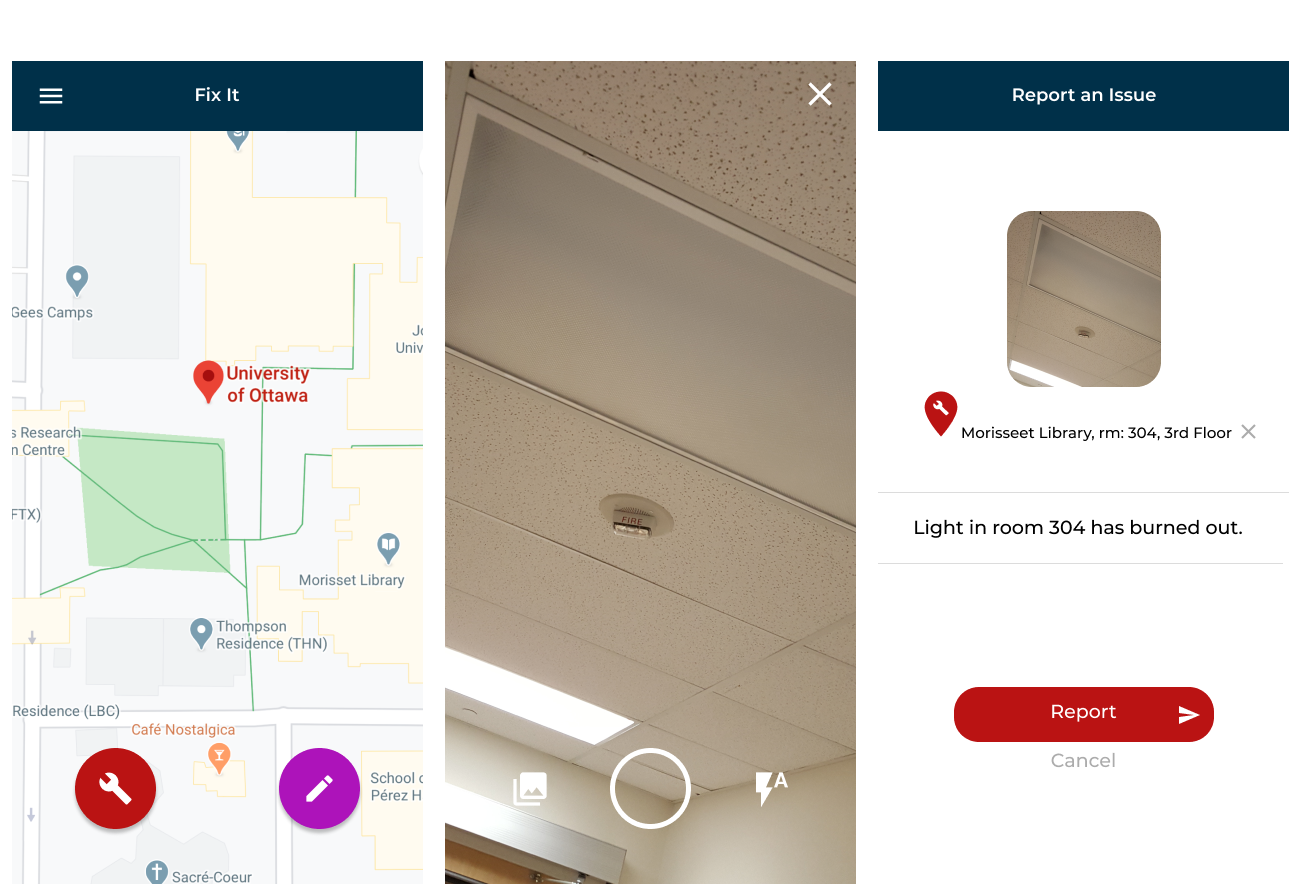 Fix It
Gees Camps
University
of Ottawa
s Research
n Centre
FTX)
Morisset Library
Thompson
Residence (THN)
Residence (LBC)
Café Nostalgica
School
Pérez H
Sacré-Coeur
FIRE
A
Report an Issue
Morisseet Library, rm: 304, 3rd Floor
Light in room 304 has burned out.
Report
Cancel